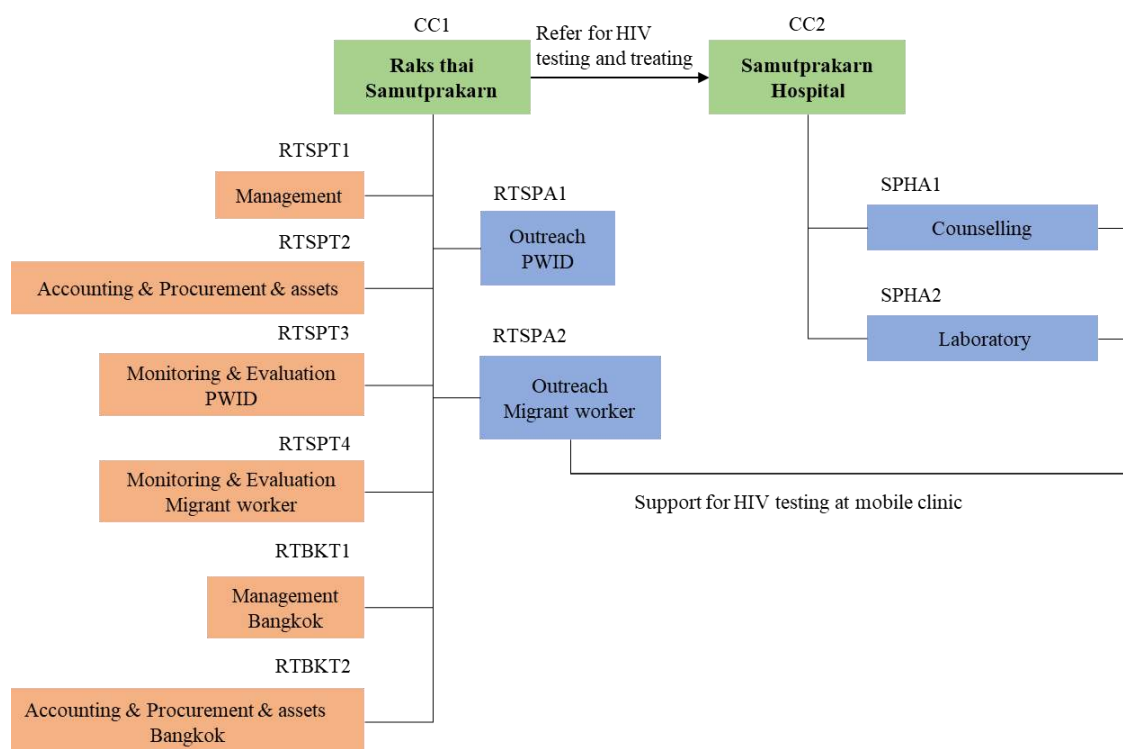 CC1
Raks thai
Samutprakarn
Refer for HIV
testing and treating
CC2
Samutprakarn
Hospital
RTSPT1
Management
RTSPT2
Accounting & Procurement & assets
RTSPT3
Monitoring & Evaluation
PWID
RTSPT4
Monitoring & Evaluation
Migrant worker
RTBKT1
Management
Bangkok
RTBKT2
Accounting & Procurement & assets
Bangkok
RTSPA1
Outreach
PWID
RTSPA2
Outreach
Migrant worker
SPHA1
Counselling
SPHA2
Laboratory
Support for HIV testing at mobile clinic